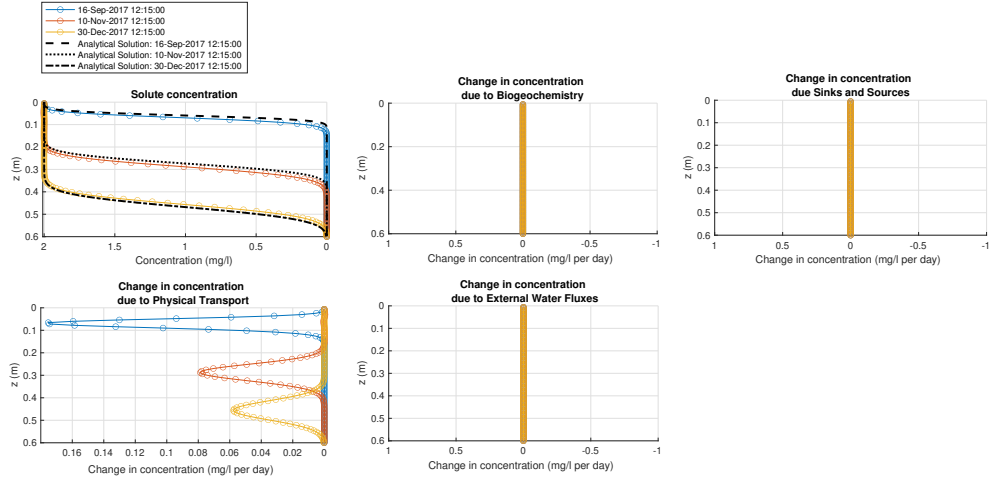 16-Sep-2017 12:15:00
10-Nov-2017 12:15:00
30-Dec-2017 12:15:00
Analytical Solution: 16-Sep-2017 12:15:00
Analytical Solution: 10-Nov-2017 12:15:00
Analytical Solution: 30-Dec-2017 12:15:00
Solute concentration
0
0.1
0.2
0.3
0.4
0.5
0.6
z (m)
2 1.5 1 0.5 0
Concentration (mg/l)
Change in concentration
due to Biogeochemistry
0
0.2
0.4
0.6
z (m)
1 0.5 0 -0.5 -1
Change in concentration (mg/l per day)
Change in concentration
due Sinks and Sources
0
0.2
0.4
0.6
z (m)
1 0.5 0 -0.5 -1
Change in concentration (mg/l per day)
Change in concentration
due to Physical Transport
0
0.1
0.2
0.3
0.4
0.5
0.6
z (m)
0.16 0.14 0.12 0.1 0.08 0.06 0.04 0.02 0
Change in concentration (mg/l per day)
Change in concentration
due to External Water Fluxes
0
0.1
0.2
0.3
0.4
0.5
0.6
z (m)
1 0.5 0 -0.5 -1
Change in concentration (mg/l per day)